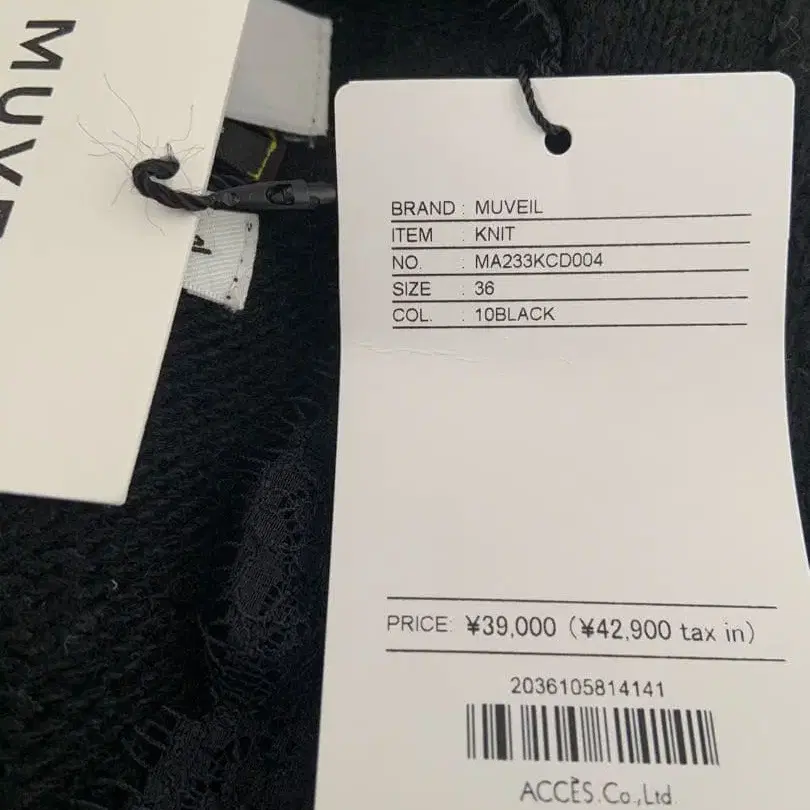 MUVE
BRAND : MUVEIL
ITEM : KNIT
NO. : MA233KCD004
SIZE : 36
COL. : 10BLACK
PRICE: ¥39,000 (¥42,900 tax in)
2036105814141
ACCĖS.Co.,Ltd.